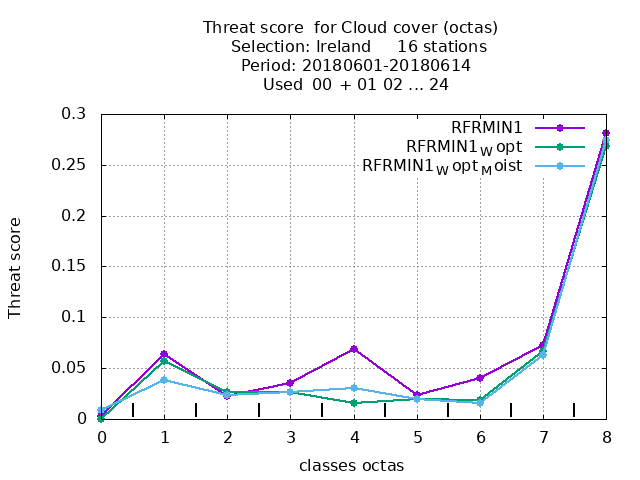 Threat score for Cloud cover (octas)
Selection: Ireland 16 stations
Period: 20180601-20180614
Used 00 + 01 02 ... 24
RFRMIN1
RFRMIN1_W opt
RFRMIN1_W opt_M oist
Threat score
0.3
0.25
0.2
0.15
0.1
0.05
0
0 1 2 3 4 5 6 7 8
classes octas